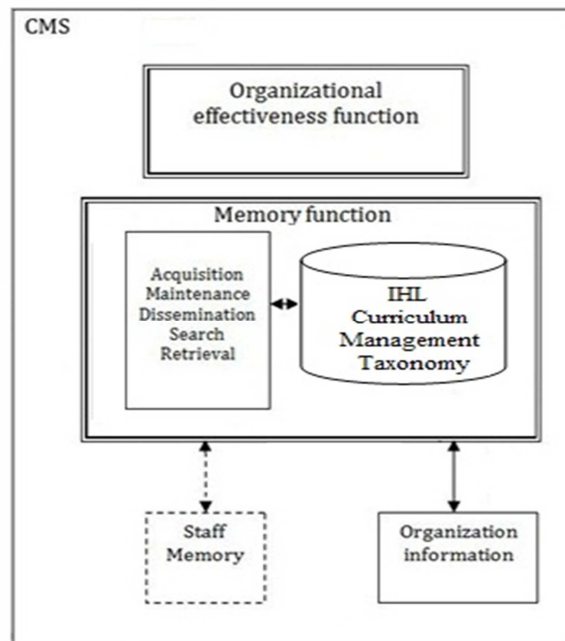 CMS
Organizational
effectiveness function
Memory function
Acquisition
Maintenance
Dissemination
Search
Retrieval
IHL
Curriculum
Management
Taxonomy
Staff
Memory
Organization
information